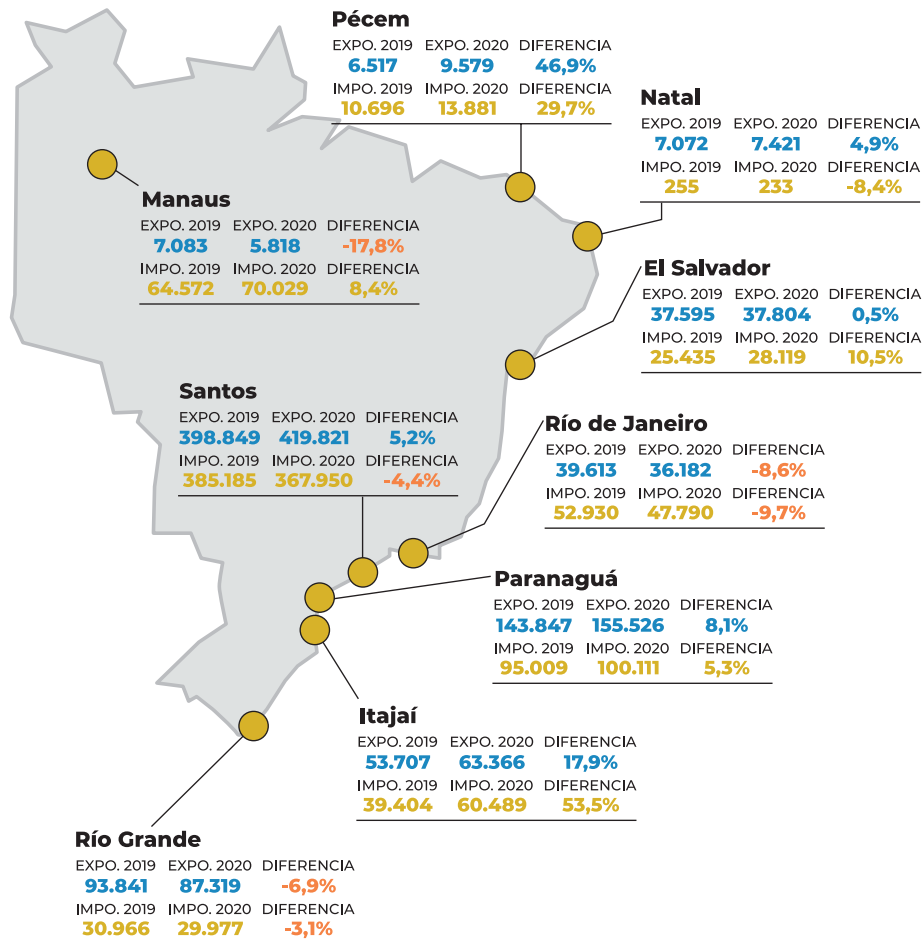 Pécem
EXPO. 2019 EXPO. 2020 DIFERENCIA
6.517 9.579 46,9%
IMPO. 2019 IMPO. 2020 DIFERENCIA
10.696 13.881 29,7%
Natal
EXPO. 2019 EXPO. 2020 DIFERENCIA
7.072 7.421 4,9%
IMPO. 2019 IMPO. 2020 DIFERENCIA
255 233 -8,4%
Manaus
EXPO. 2019 EXPO. 2020 DIFERENCIA
7.083 5.818 -17,8%
IMPO. 2019 IMPO. 2020 DIFERENCIA
64.572 70.029 8,4%
El Salvador
EXPO. 2019 EXPO. 2020 DIFERENCIA
37.595 37.804 0,5%
IMPO. 2019 IMPO. 2020 DIFERENCIA
25.435 28.119 10,5%
Santos
EXPO. 2019 EXPO. 2020 DIFERENCIA
398.849 419.821 5,2%
IMPO. 2019 IMPO. 2020 DIFERENCIA
385.185 367.950 -4,4%
Río de Janeiro
EXPO. 2019 EXPO. 2020 DIFERENCIA
39.613 36.182 -8,6%
IMPO. 2019 IMPO. 2020 DIFERENCIA
52.930 47.790 -9,7%
Paranaguá
EXPO. 2019 EXPO. 2020 DIFERENCIA
143.847 155.526 8,1%
IMPO. 2019 IMPO. 2020 DIFERENCIA
95.009 100.111 5,3%
Itajaí
EXPO. 2019 EXPO. 2020 DIFERENCIA
53.707 63.366 17,9%
IMPO. 2019 IMPO. 2020 DIFERENCIA
39.404 60.489 53,5%
Río Grande
EXPO. 2019 EXPO. 2020 DIFERENCIA
93.841 87.319 -6,9%
IMPO. 2019 IMPO. 2020 DIFERENCIA
30.966 29.977 -3,1%